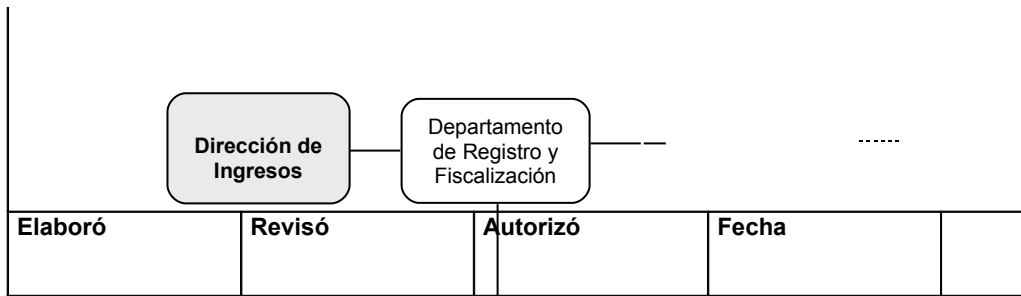 Dirección de
Ingresos
Departamento
de Registro y
Fiscalización
Elaboró
Revisó
Autorizó
Fecha